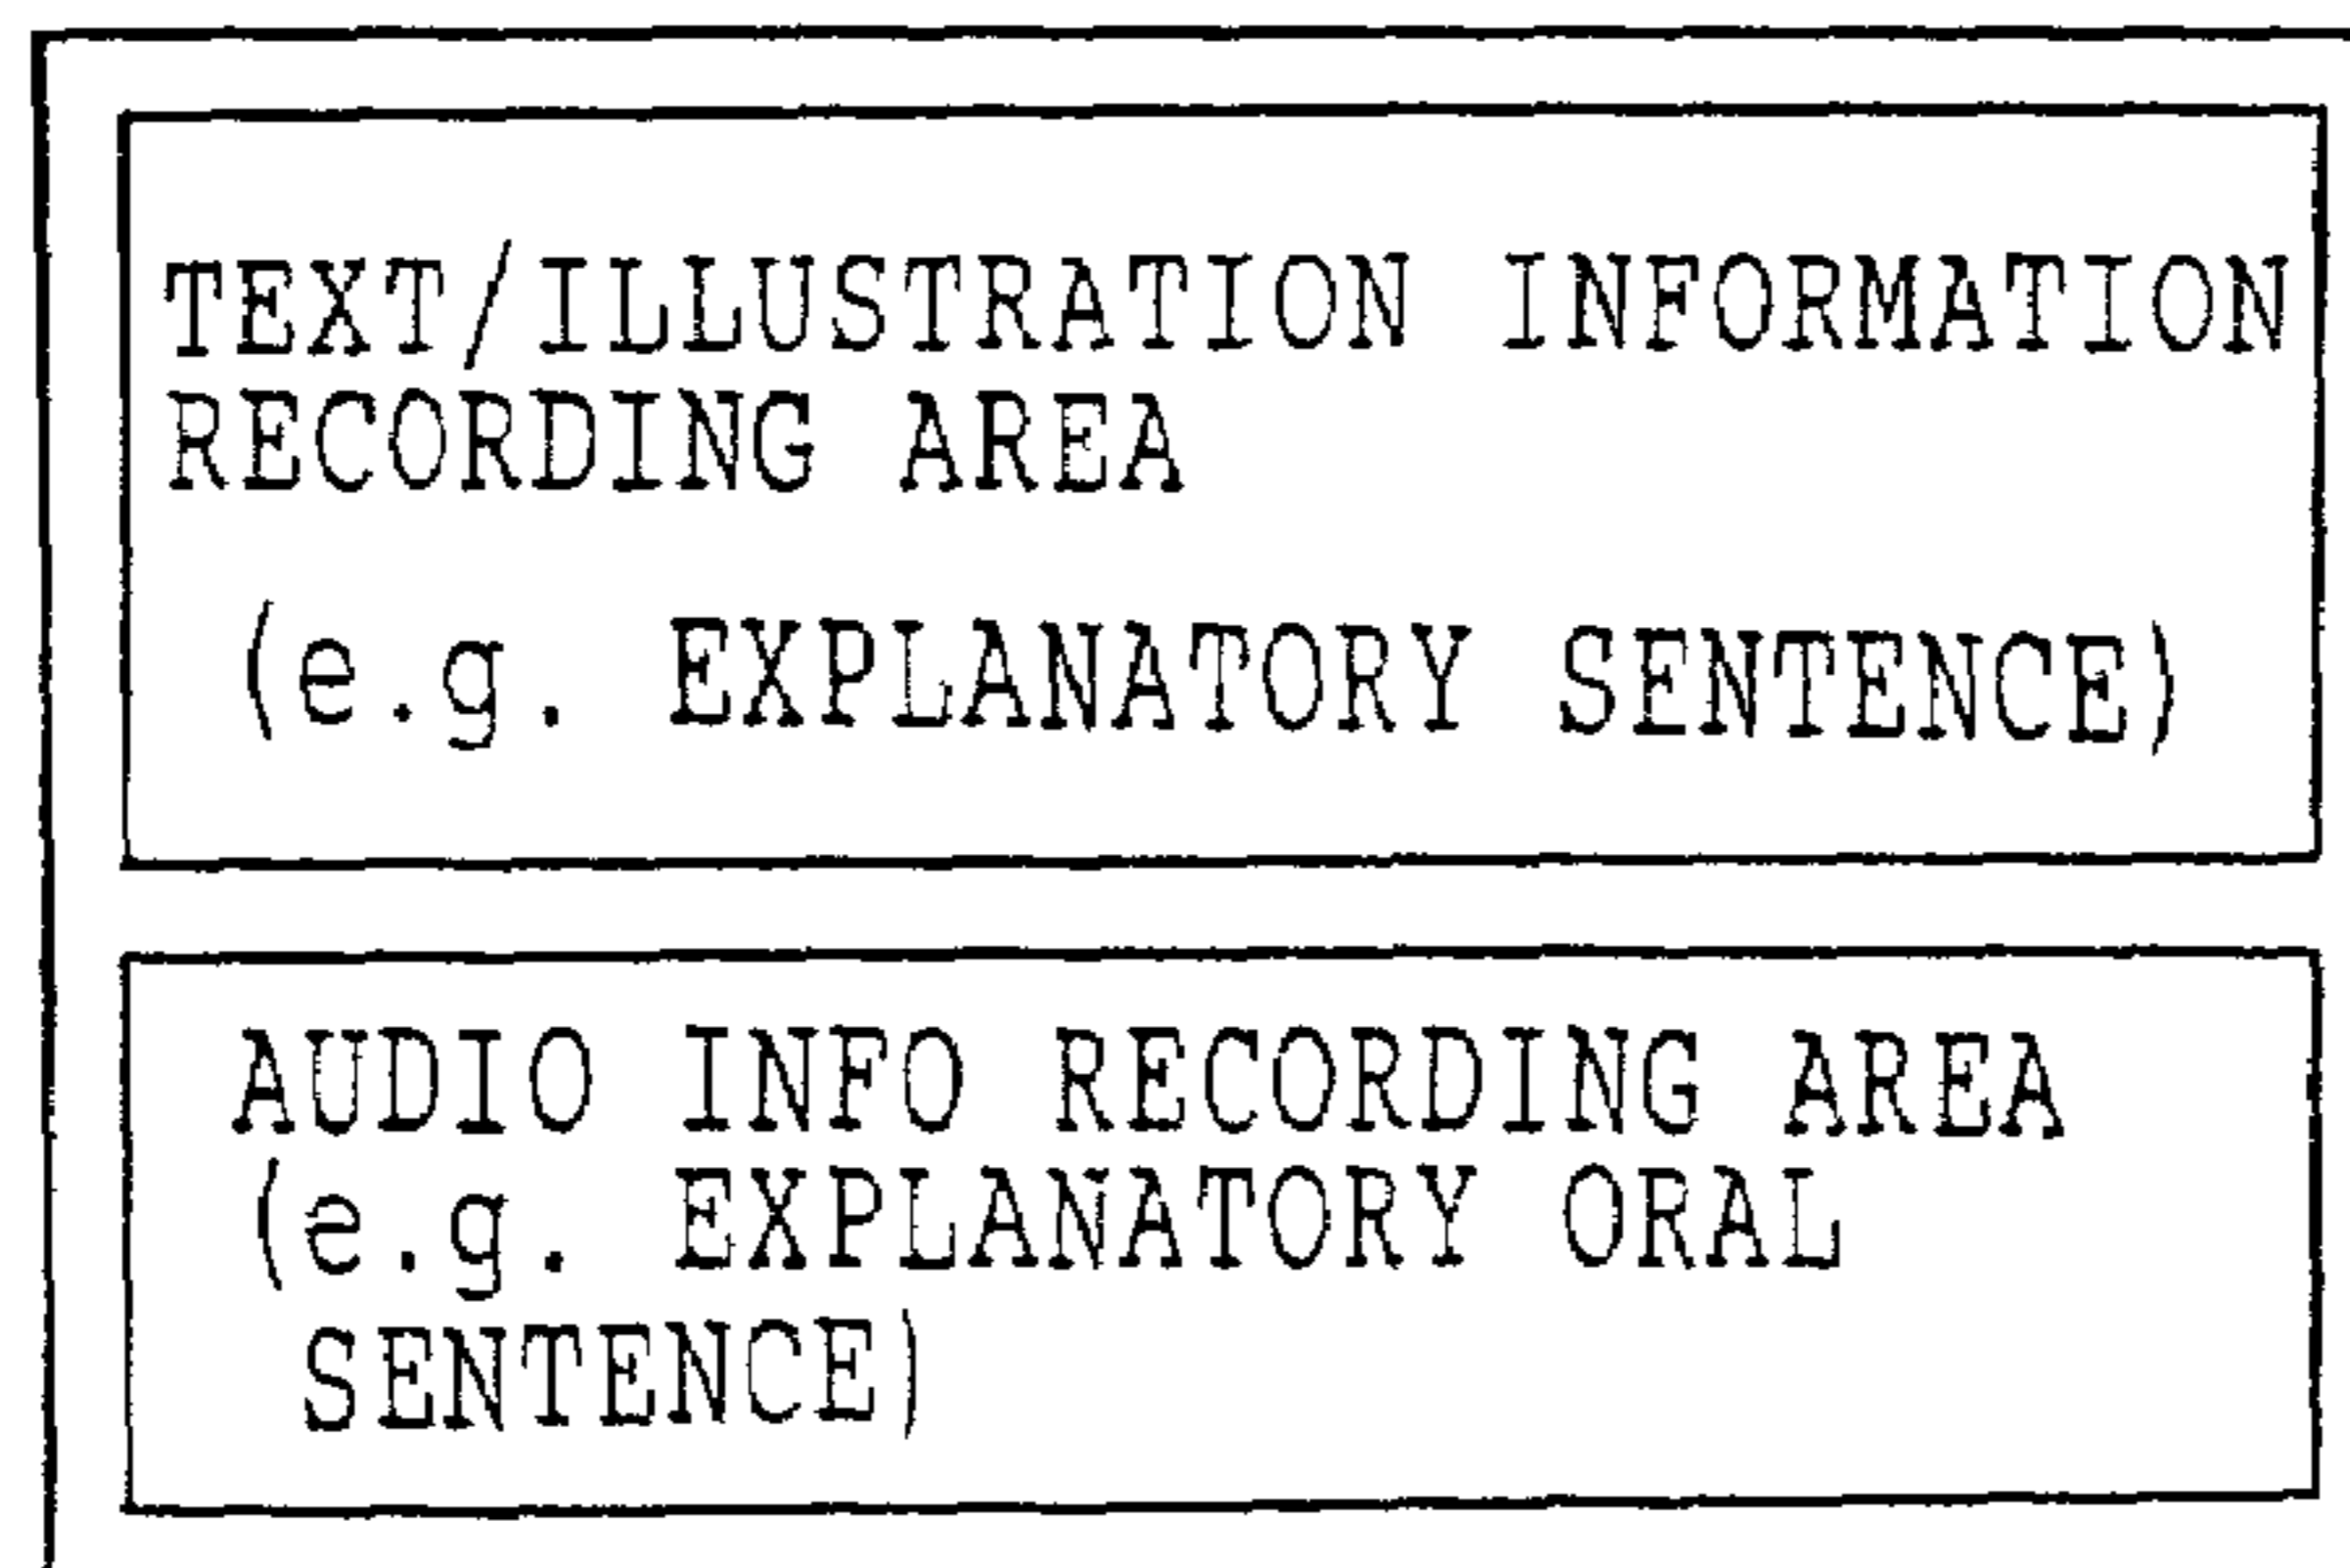 TEXT/ILLUSTRATION INFORMATION
RECORDING AREA
(e.g. EXPLANATORY SENTENCE)
AUDIO INFO RECORDING AREA
(e.g. EXPLANATORY ORAL
SENTENCE)